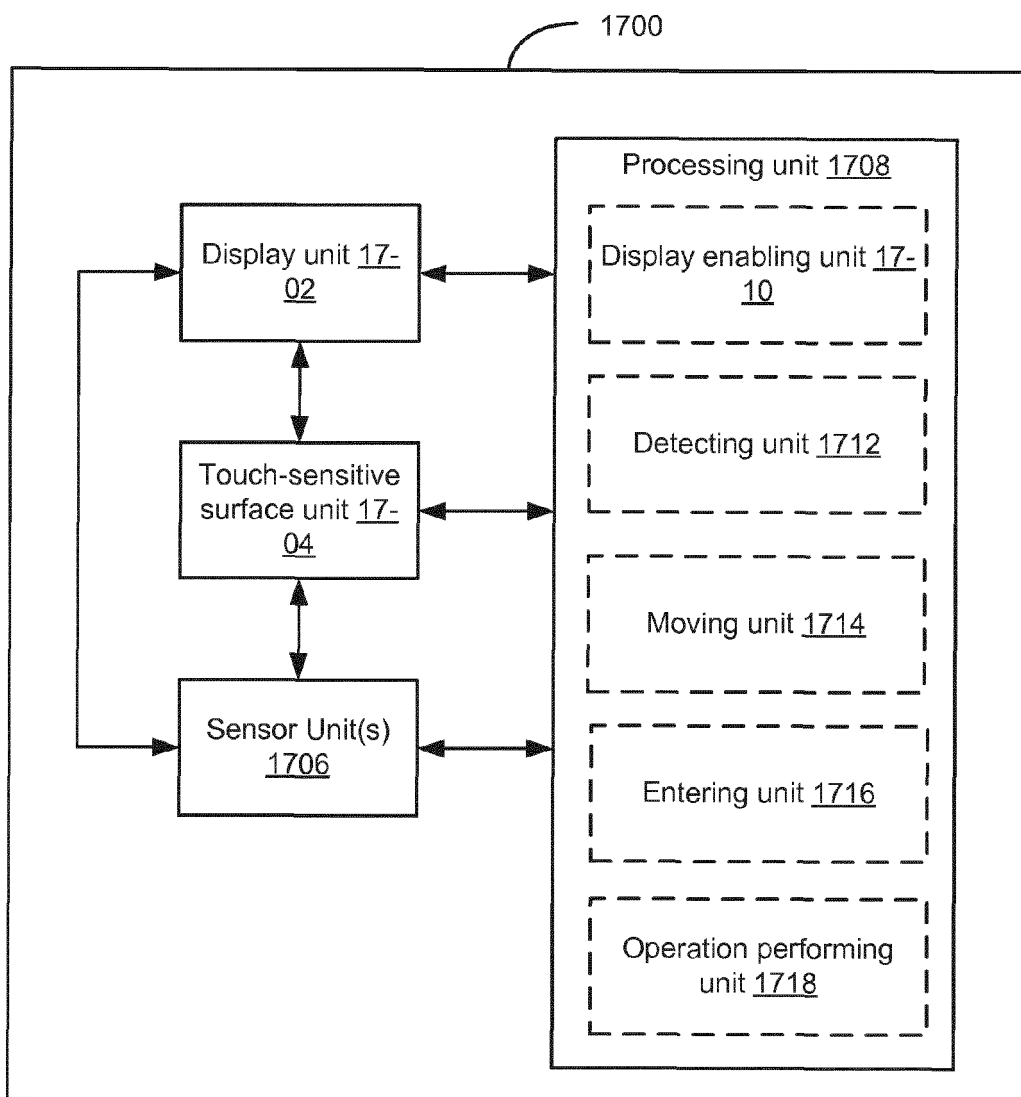 1700
Processing unit 1708
Display unit 17-
02
Display enabling unit 17-
10
Detecting unit 1712
Touch-sensitive
surface unit 17-
04
Moving unit 1714
Sensor Unit(s)
1706
Entering unit 1716
Operation performing
unit 1718